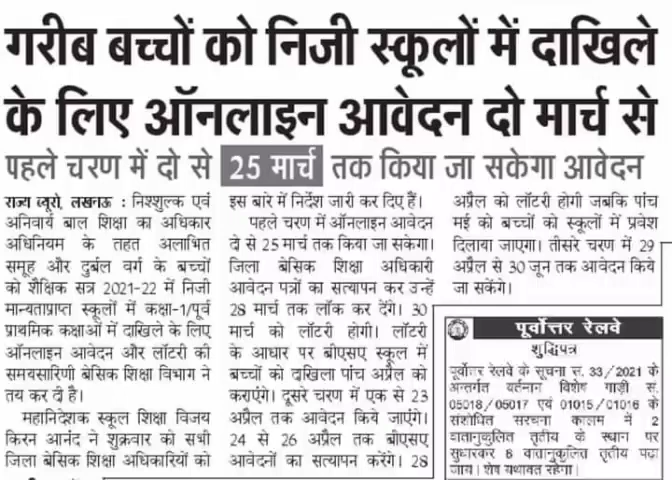 गरीब बच्चों को निजी स्कूलों में दाखिले
के लिए ऑनलाइन आवेदन दो मार्च से
पहले चरण में दो से 25 मार्च तक किया जा सकेगा आवेदन
राज्य ब्यूरो, लखनऊ : निश्शुल्क एवं
अनिवार्य बाल शिक्षा का अधिकार
अधिनियम के तहत अलाभित
समूह और दुर्बल वर्ग के बच्चों
को शैक्षिक सत्र 2021-22 में निजी
मान्यताप्राप्त स्कूलों में कक्षा-1/पूर्व
प्राथमिक कक्षाओं में दाखिले के लिए
ऑनलाइन आवेदन और लॉटरी की
समयसारिणी बेसिक शिक्षा विभाग ने
तय कर दी है।
महानिदेशक स्कूल शिक्षा विजय
किरन आनंद ने शुक्रवार को सभी
जिला बेसिक शिक्षा अधिकारियों को
इस बारे में निर्देश जारी कर दिए हैं।
पहले चरण में ऑनलाइन आवेदन
दो से 25 मार्च तक किया जा सकेगा।
जिला बेसिक शिक्षा अधिकारी
आवेदन पत्रों का सत्यापन कर उन्हें
28 मार्च तक लॉक कर देंगे। 30
मार्च को लॉटरी होगी। लॉटरी
के आधार पर बीएसए स्कूल में
बच्चों को दाखिला पांच अप्रैल को
कराएंगे। दूसरे चरण में एक से 23
अप्रैल तक आवेदन किये जाएंगे।
24 से 26 अप्रैल तक बीएसए
आवेदनों का सत्यापन करेंगे। 28
अप्रैल को लॉटरी होगी जबकि पांच
मई को बच्चों को स्कूलों में प्रवेश
दिलाया जाएगा। तीसरे चरण में 29
अप्रैल से 30 जून तक आवेदन किये
जा सकेंगे।
पूर्वोत्तर रेलवे
शुद्धिपत्र
पूर्वोत्तर रेलवे के सूचना सं. 33/2021 के
अन्तर्गत वर्तमान विशेष गाड़ी सं.
05018/05017 एवं 01015/01016 के
संशोधित संरचना कालम में 2
वातानुकूलित तृतीय के स्थान पर
सुधारकर 8 वातानुकूलित तृतीय पढ़ा
जाय। शेष यथावत रहेगा।